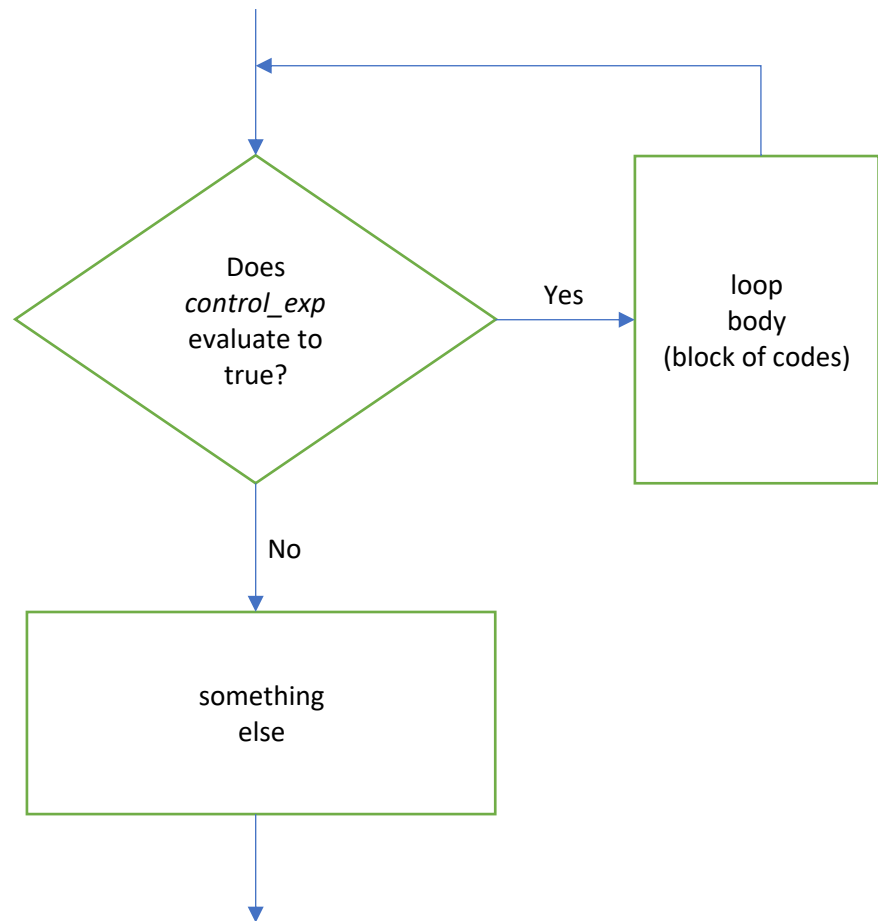 Does
control_exp
evaluate to
true?
Yes
loop
body
(block of codes)
No
something
else